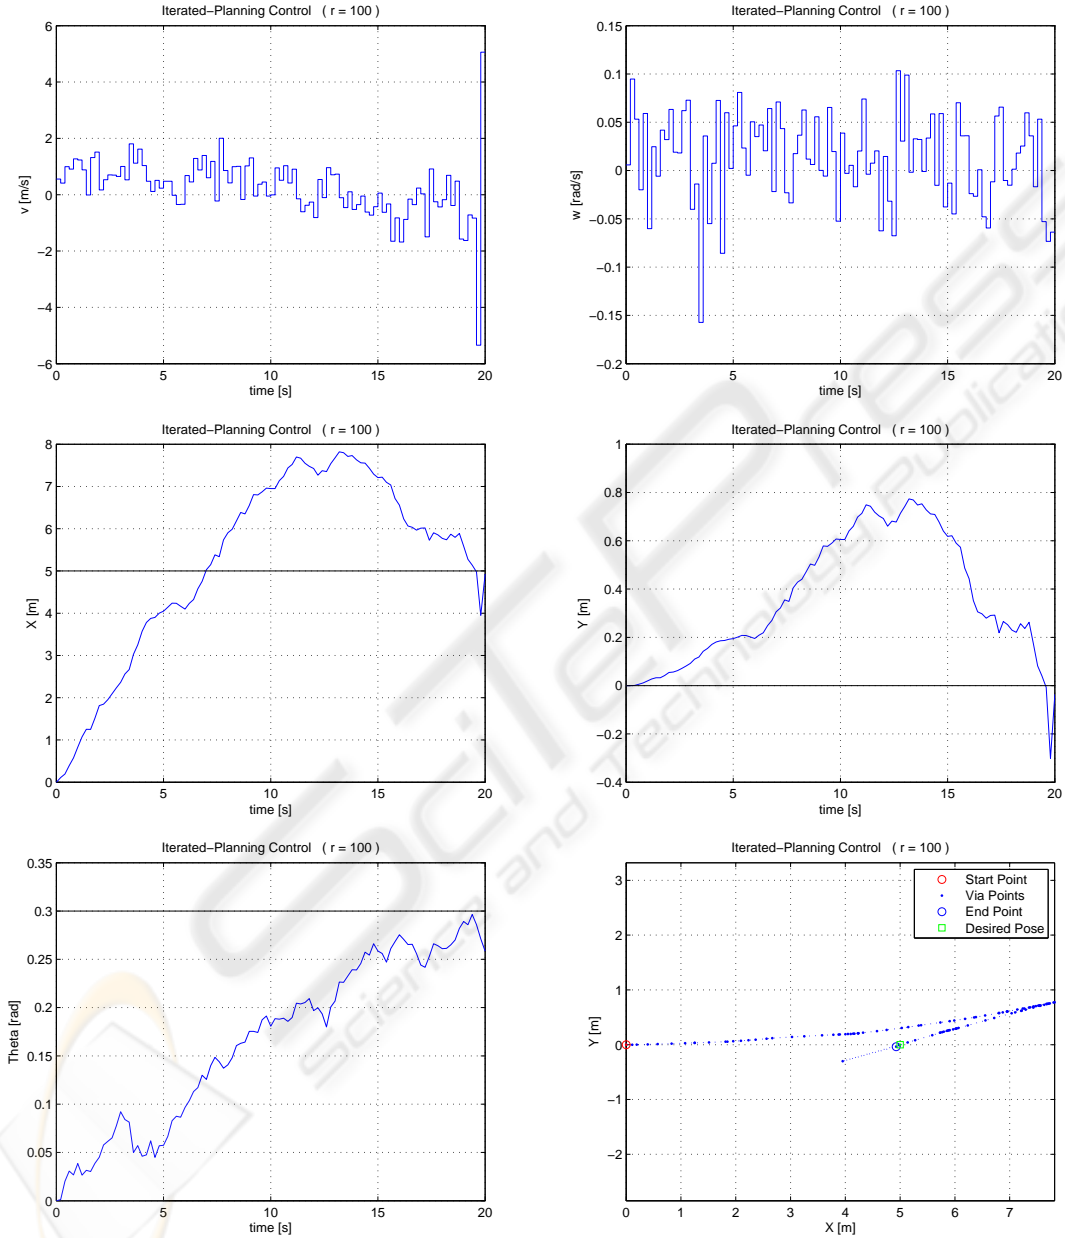 Iterated−Planning Control ( r = 100 )
6
4
2
0
−2
−4
−6
v [m/s]
0 5 10 15 20
time [s]
Iterated−Planning Control ( r = 100 )
0.15
0.1
0.05
0
−0.05
−0.1
−0.15
−0.2
w [rad/s]
0 5 10 15 20
time [s]
Iterated−Planning Control ( r = 100 )
8
7
6
5
4
3
2
1
0
X [m]
0 5 10 15 20
time [s]
Iterated−Planning Control ( r = 100 )
1
0.8
0.6
0.4
0.2
0
−0.2
−0.4
Y [m]
0 5 10 15 20
time [s]
Iterated−Planning Control ( r = 100 )
0.35
0.3
0.25
0.2
0.15
0.1
0.05
0
Theta [rad]
0 5 10 15 20
time [s]
Iterated−Planning Control ( r = 100 )
3
2
1
0
−1
−2
Y [m]
0 1 2 3 4 5 6 7
X [m]
Start Point
Via Points
End Point
Desired Pose
SciTePress
Science and Technology Publications